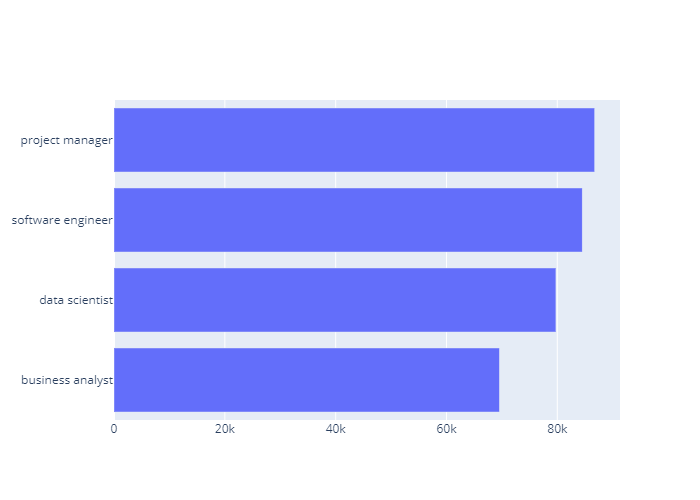 project manager
software engineer
data scientist
business analyst
0 20k 40k 60k 80k